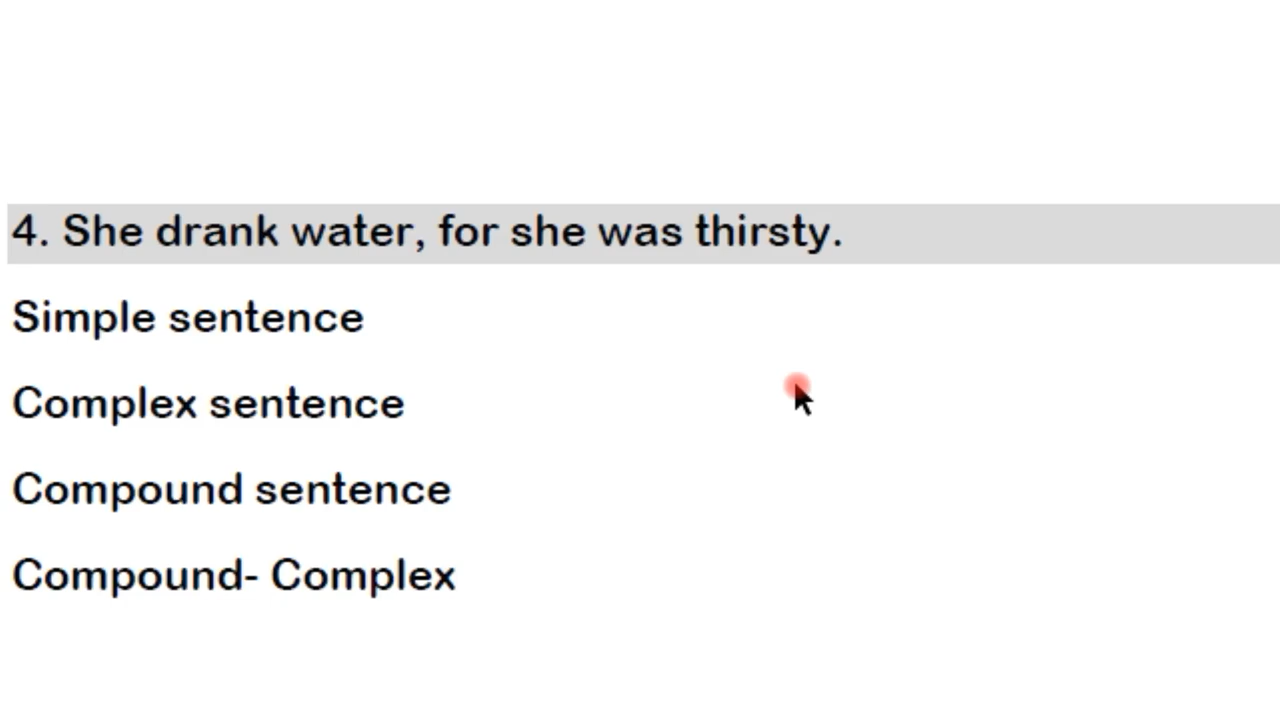 4. She drank water, for she was thirsty.
Simple sentence
Complex sentence
Compound sentence
Compound- Complex